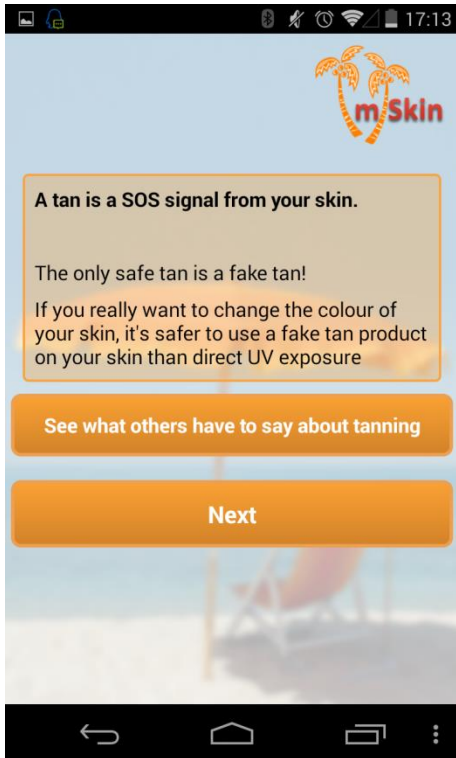 17:13
mISkin
A tan is a SOS signal from your skin.
The only safe tan is a fake tan!
If you really want to change the colour of
your skin, it's safer to use a fake tan product
on your skin than direct UV exposure
See what others have to say about tanning
Next